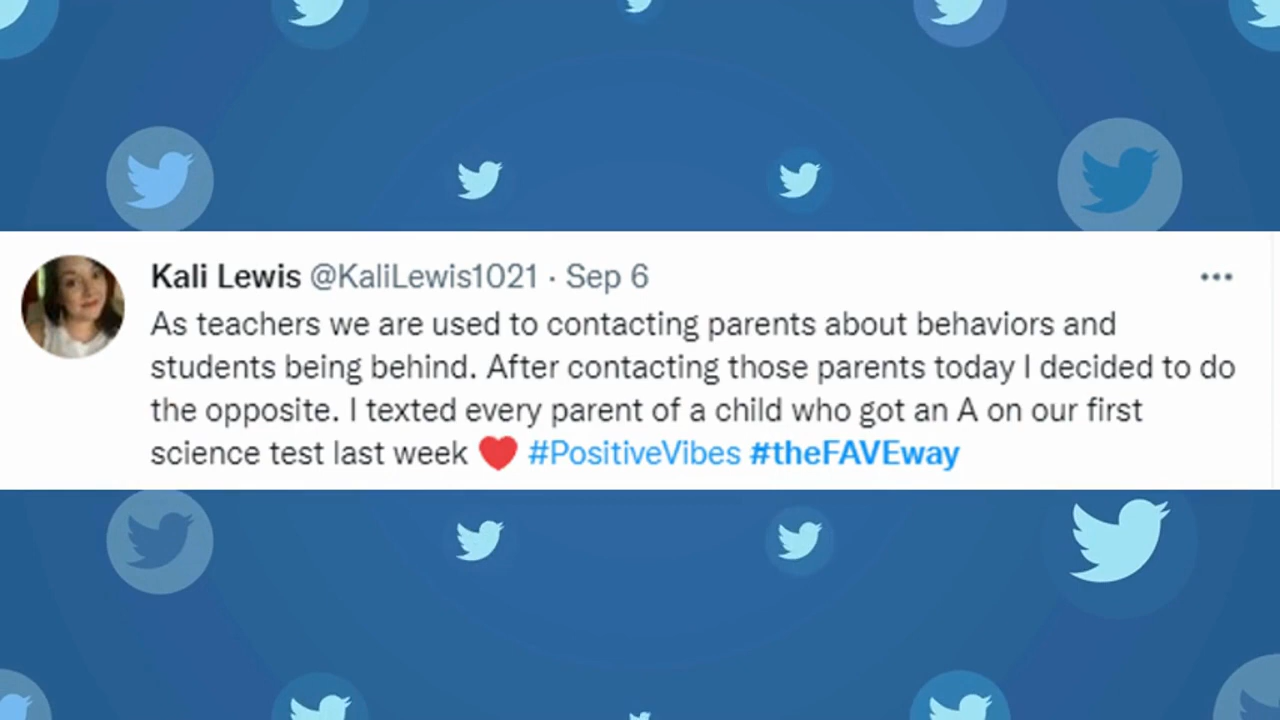 Kali Lewis @KaliLewis1021 · Sep 6
As teachers we are used to contacting parents about behaviors and
students being behind. After contacting those parents today I decided to do
the opposite. I texted every parent of a child who got an A on our first
science test last week ❤️ #PositiveVibes #theFAVEway